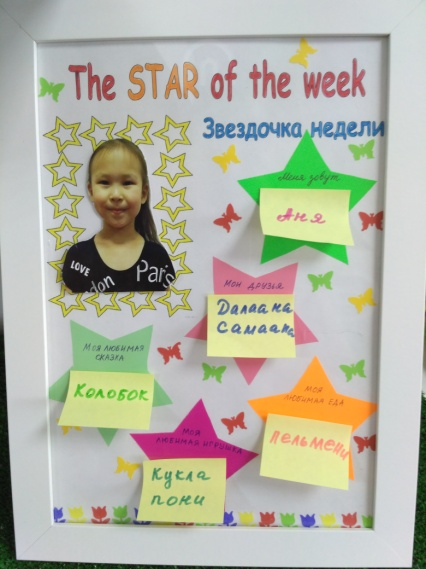 The STAR of the week
Звездочка недели
Меня зовут
Аня
LOVE
Paris
don
Мои друзья
Далаана
Самаана
Моя любимая
сказка
Колобок
Моя
любимая еда
пельмени
Моя
любимая игрушка
Кукла
пони